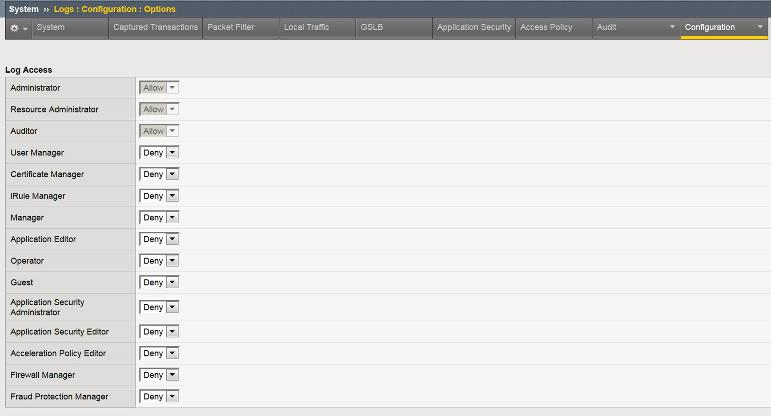 System ›› Logs : Configuration : Options
System Captured Transactions Packet Filter Local Traffic GSLB Application Security Access Policy Audit Configuration
Log Access
Administrator Allow
Resource Administrator Allow
Auditor Allow
User Manager Deny
Certificate Manager Deny
iRule Manager Deny
Manager Deny
Application Editor Deny
Operator Deny
Guest Deny
Application Security
Administrator Deny
Application Security Editor Deny
Acceleration Policy Editor Deny
Firewall Manager Deny
Fraud Protection Manager Deny